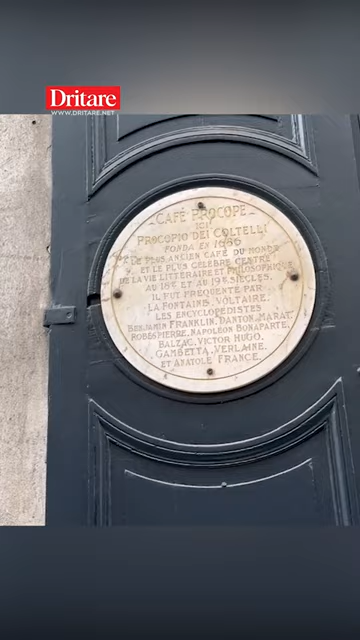 Dritare
WWW.DRITARE.NET
CAFÉ PROCOPE
ICI
PROCOPIO DEI COLTELLI
FONDA EN 1686
LE PLUS ANCIEN CAFÉ DU MONDE
ET LE PLUS CÉLÈBRE CENTRE
DE LA VIE LITTÉRAIRE ET PHILOSOPHIQUE
AU 18E ET AU 19E SIÈCLES.
IL FUT FRÉQUENTÉ PAR
LA FONTAINE, VOLTAIRE.
LES ENCYCLOPEDISTES
BENJAMIN FRANKLIN, DANTON, MARAT.
ROBESPIERRE, NAPOLEON BONAPARTE,
BALZAC, VICTOR HUGO,
GAMBETTA, VERLAINE,
ET ANATOLE FRANCE.